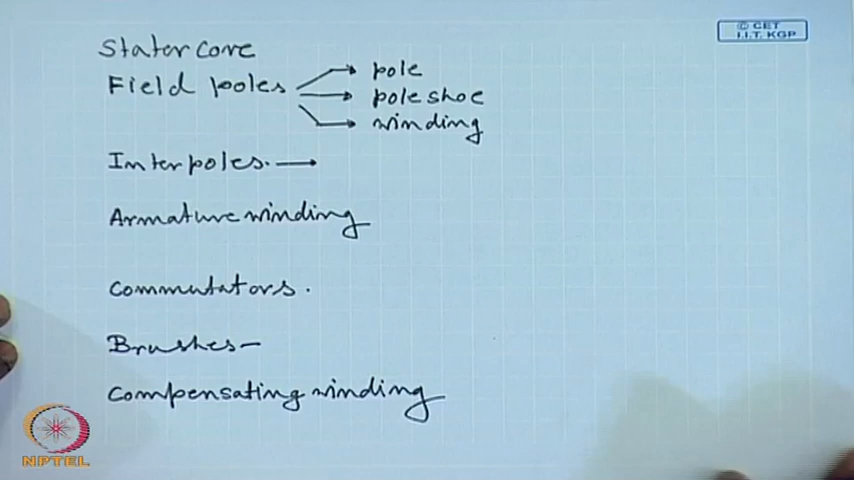 © CET
I.I.T. KGP
Stator core
Field poles
pole
pole shoe
winding
Interpoles.
Armature winding
Commutators.
Brushes-
Compensating winding
NPTEL